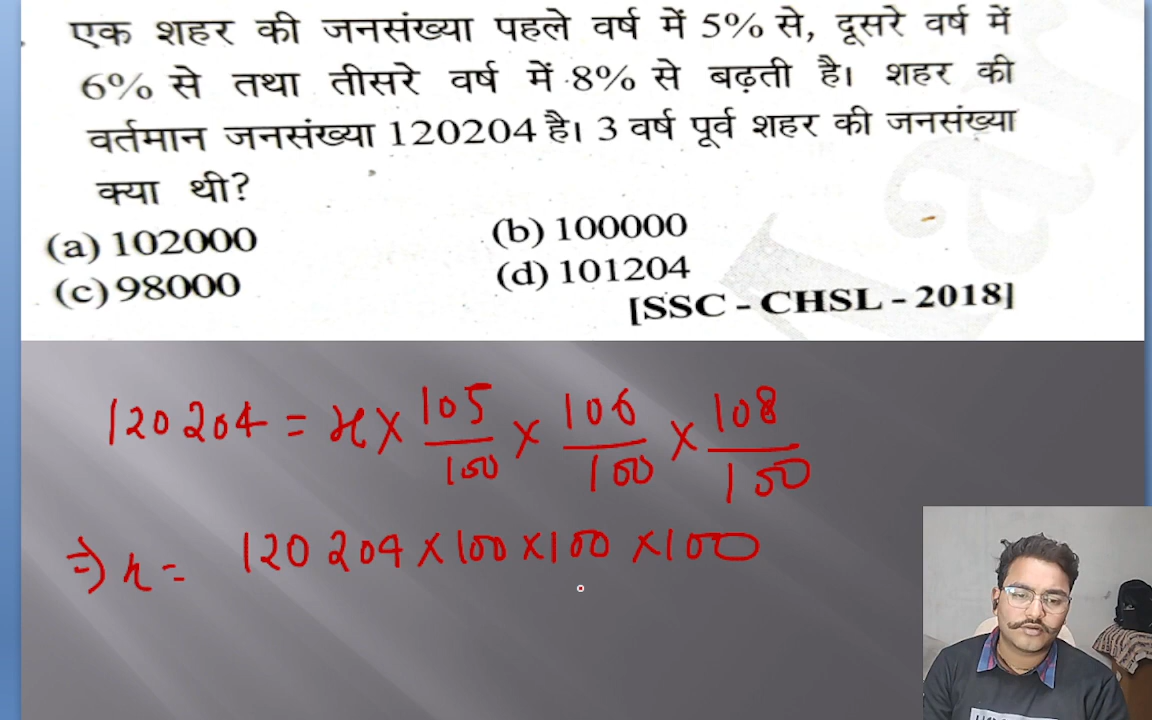 एक शहर की जनसंख्या पहले वर्ष में 5% से, दूसरे वर्ष में
6% से तथा तीसरे वर्ष में 8% से बढ़ती है। शहर की
वर्तमान जनसंख्या 120204 है। 3 वर्ष पूर्व शहर की जनसंख्या
क्या थी?
(a) 102000 (b) 100000
(c) 98000 (d) 101204
[SSC - CHSL - 2018]
120204 = x × 105/100 × 106/100 × 108/100
⇒ x = 120204 × 100 × 100 × 100